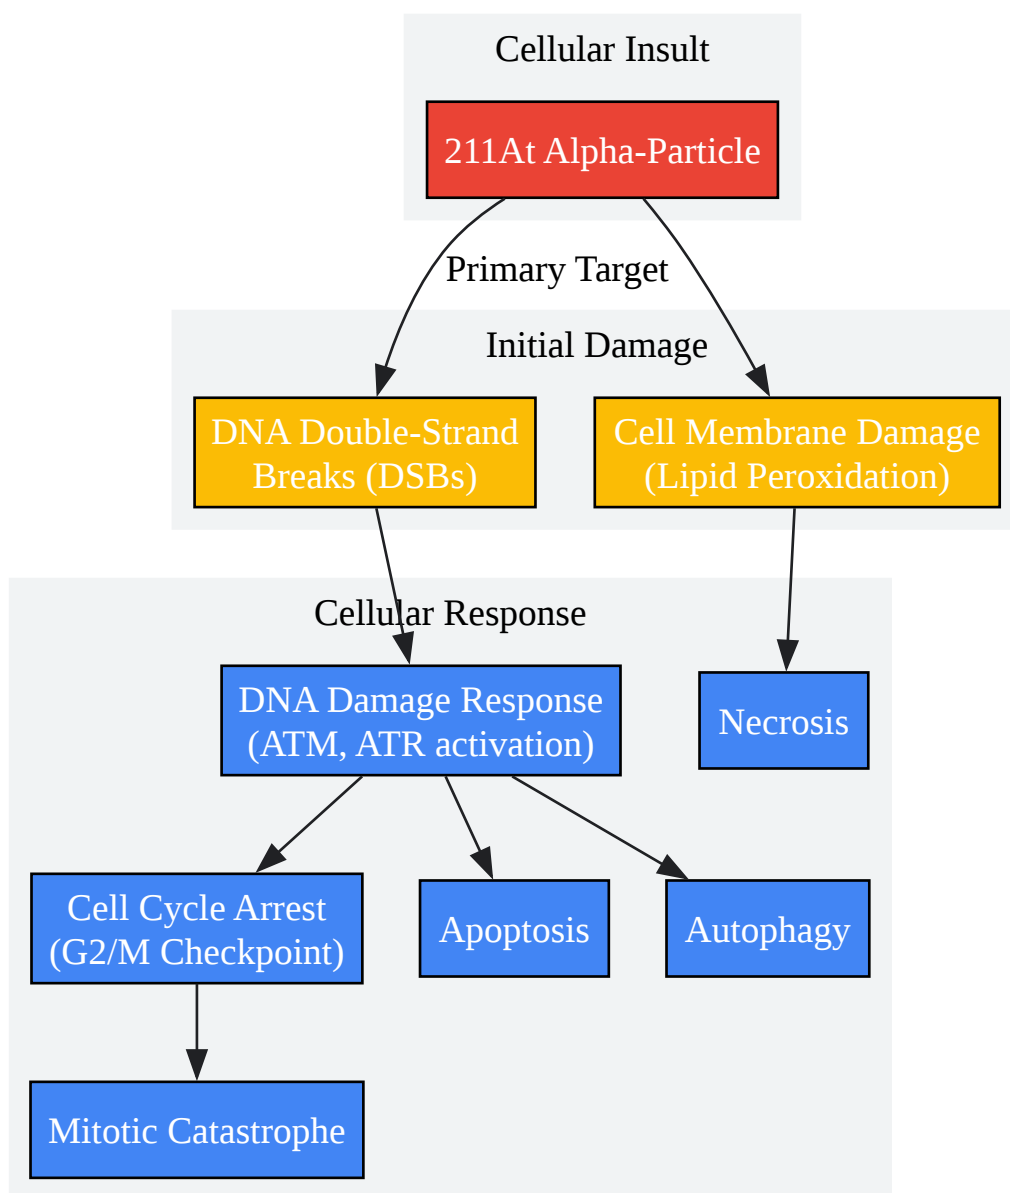 Cellular Insult
211At Alpha-Particle
Primary Target
Initial Damage
DNA Double-Strand
Breaks (DSBs)
Cell Membrane Damage
(Lipid Peroxidation)
Cellular Response
DNA Damage Response
(ATM, ATR activation)
Necrosis
Cell Cycle Arrest
(G2/M Checkpoint)
Apoptosis
Autophagy
Mitotic Catastrophe